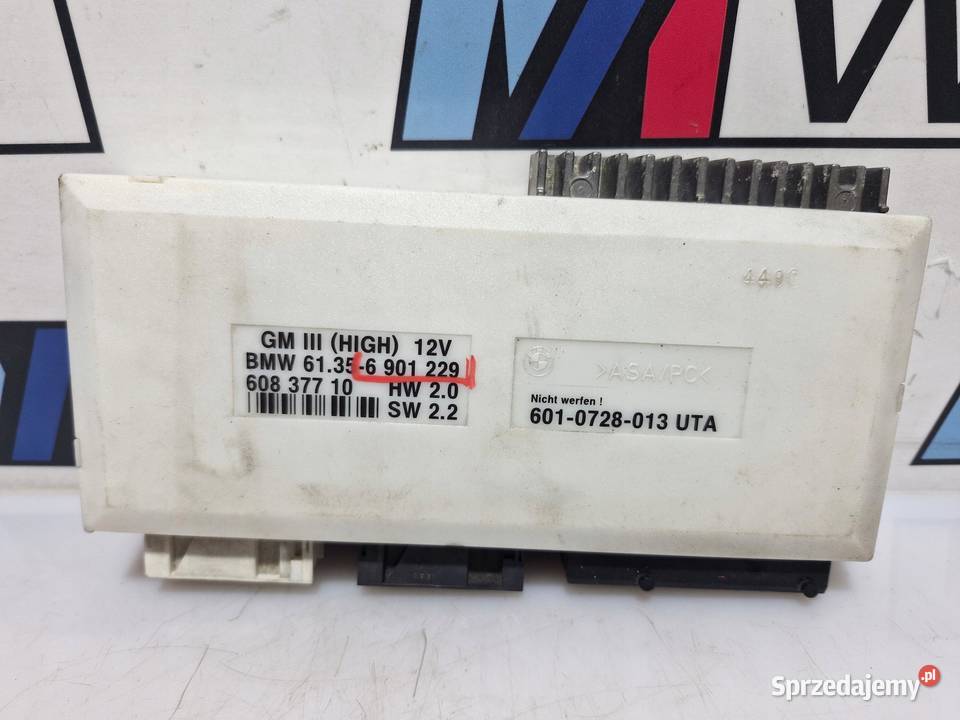 GM III (HIGH) 12V
BMW 61.35-6 901 229
608 377 10 HW 2.0
SW 2.2
>ASA/PC<
Nicht werfen !
601-0728-013 UTA
Sprzedajemy.pl